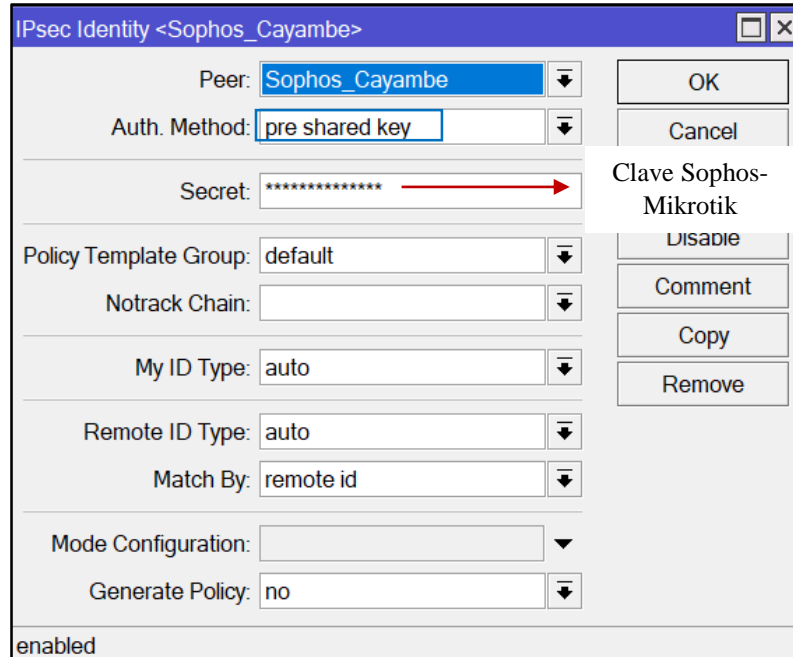 IPsec Identity <Sophos_Cayambe>
Peer: Sophos_Cayambe
OK
Auth. Method: pre shared key
Cancel
Secret: **************
Clave Sophos-
Mikrotik
Disable
Policy Template Group: default
Comment
Notrack Chain:
Copy
My ID Type: auto
Remove
Remote ID Type: auto
Match By: remote id
Mode Configuration:
Generate Policy: no
enabled